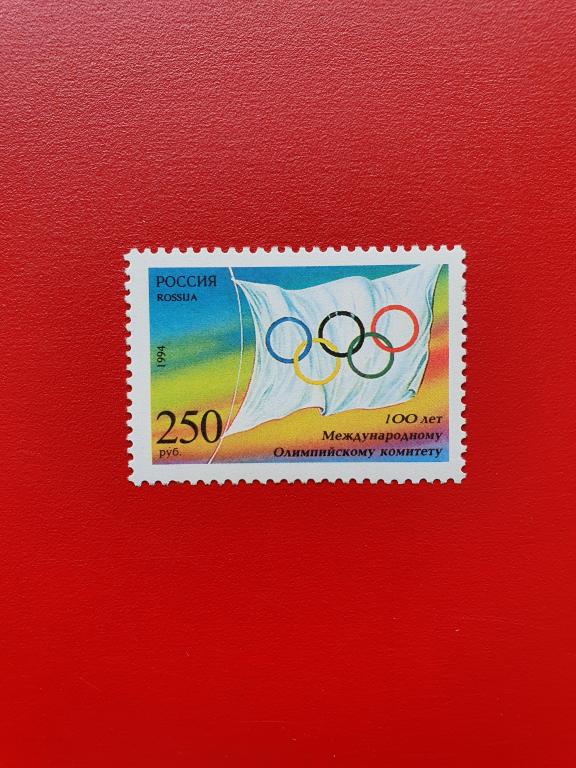 РОССИЯ
ROSSIJA
1994
250
руб.
100 лет
Международному
Олимпийскому комитету